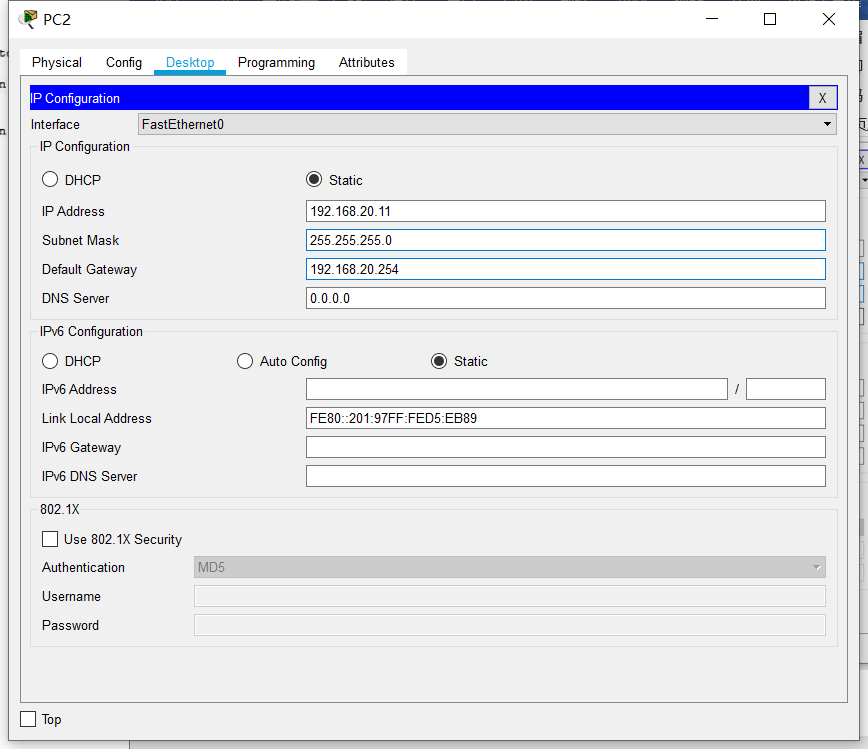 PC2
Physical Config Desktop Programming Attributes
IP Configuration X
Interface FastEthernet0
IP Configuration
DHCP Static
IP Address 192.168.20.11
Subnet Mask 255.255.255.0
Default Gateway 192.168.20.254
DNS Server 0.0.0.0
IPv6 Configuration
DHCP Auto Config Static
IPv6 Address /
Link Local Address FE80::201:97FF:FED5:EB89
IPv6 Gateway
IPv6 DNS Server
802.1X
Use 802.1X Security
Authentication MD5
Username
Password
Top